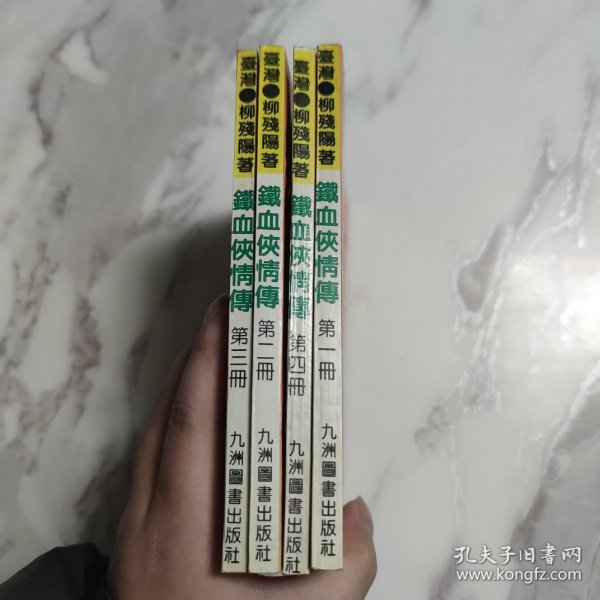 臺灣●柳殘陽著
鐵血俠情傳
第三冊
九洲圖書出版社
臺灣●柳殘陽著
鐵血俠情傳
第二冊
九洲圖書出版社
臺灣●柳殘陽著
鐵血俠情傳
第四冊
九洲圖書出版社
臺灣●柳殘陽著
鐵血俠情傳
第一冊
九洲圖書出版社
孔夫子旧书网
www.kongfz.com